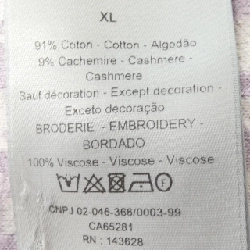 XL
91% Coton - Cotton - Algodão
9% Cachemire - Cashmere -
Cashmere
Sauf décoration - Except decoration -
Exceto decoração
BRODERIE - EMBROIDERY -
BORDADO
100% Viscose - Viscose - Viscose
CNPJ 02-046-366/0003-99
CA65281
RN : 143628